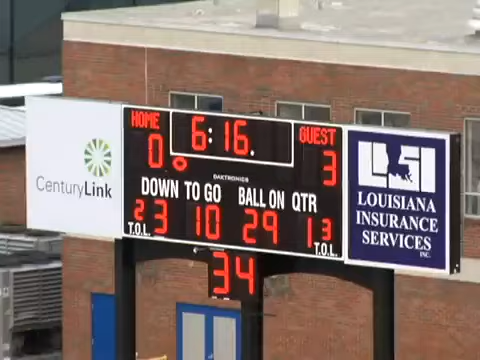 HOME 6:16. GUEST
0 3
DAKTRONICS
DOWN TO GO BALL ON QTR
2 3 10 29 1 3
T.O.L. T.O.L.
34
CenturyLink
LSI
LOUISIANA
INSURANCE
SERVICES
INC.